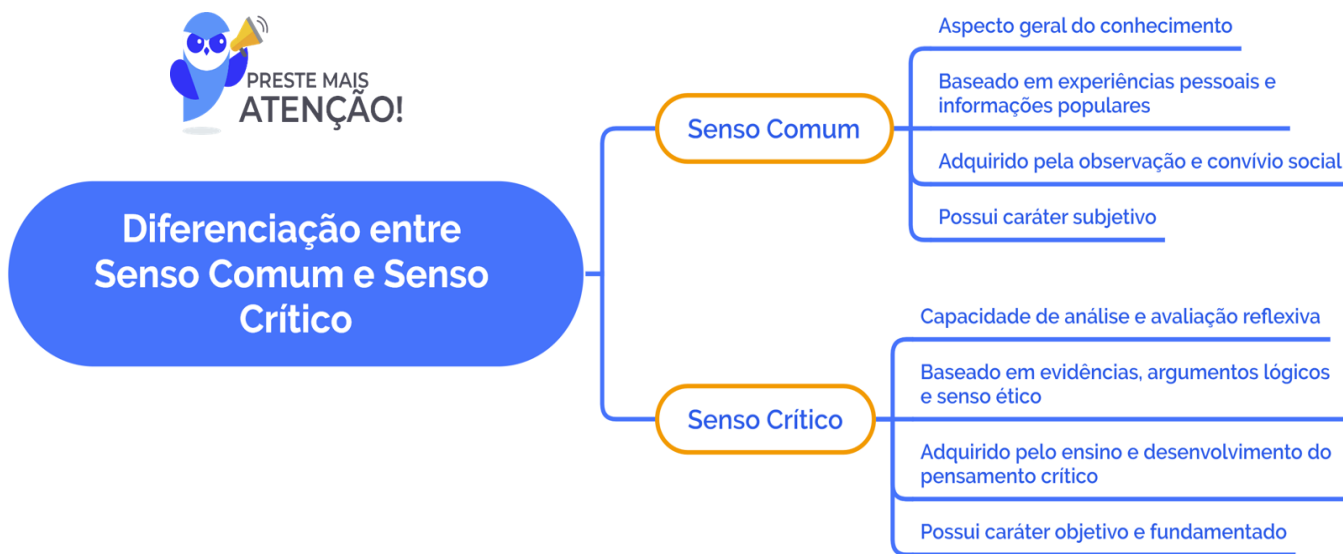 PRESTE MAIS
ATENÇÃO!
Diferenciação entre
Senso Comum e Senso
Crítico
Senso Comum
Aspecto geral do conhecimento
Baseado em experiências pessoais e
informações populares
Adquirido pela observação e convívio social
Possui caráter subjetivo
Senso Crítico
Capacidade de análise e avaliação reflexiva
Baseado em evidências, argumentos lógicos
e senso ético
Adquirido pelo ensino e desenvolvimento do
pensamento crítico
Possui caráter objetivo e fundamentado